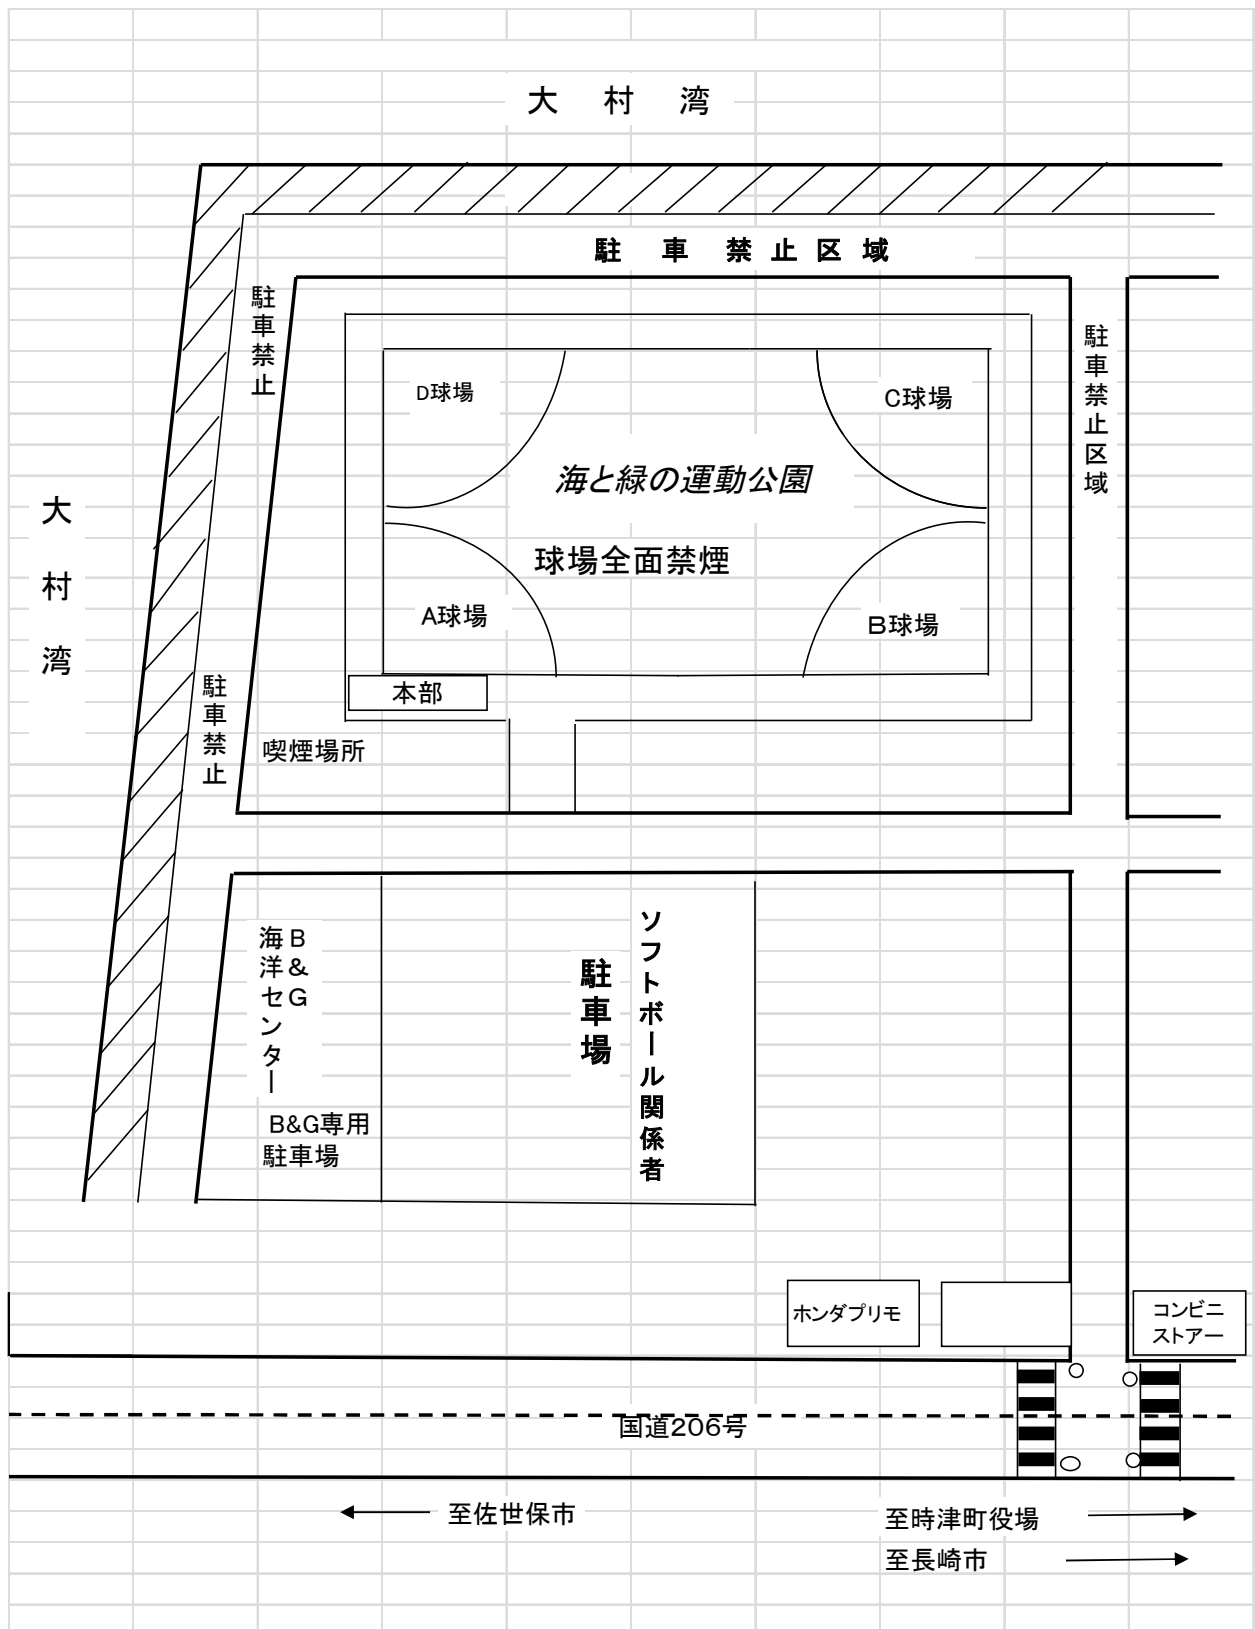 大 村 湾
駐 車 禁 止 区 域
駐車禁止
駐車禁止区域
D球場
C球場
海と緑の運動公園
大村湾
球場全面禁煙
A球場
B球場
駐車禁止
本部
喫煙場所
B&G
海洋センター
ソフトボール関係者
駐車場
B&G専用
駐車場
ホンダプリモ
コンビニ
ストアー
国道206号
至佐世保市
至時津町役場
至長崎市